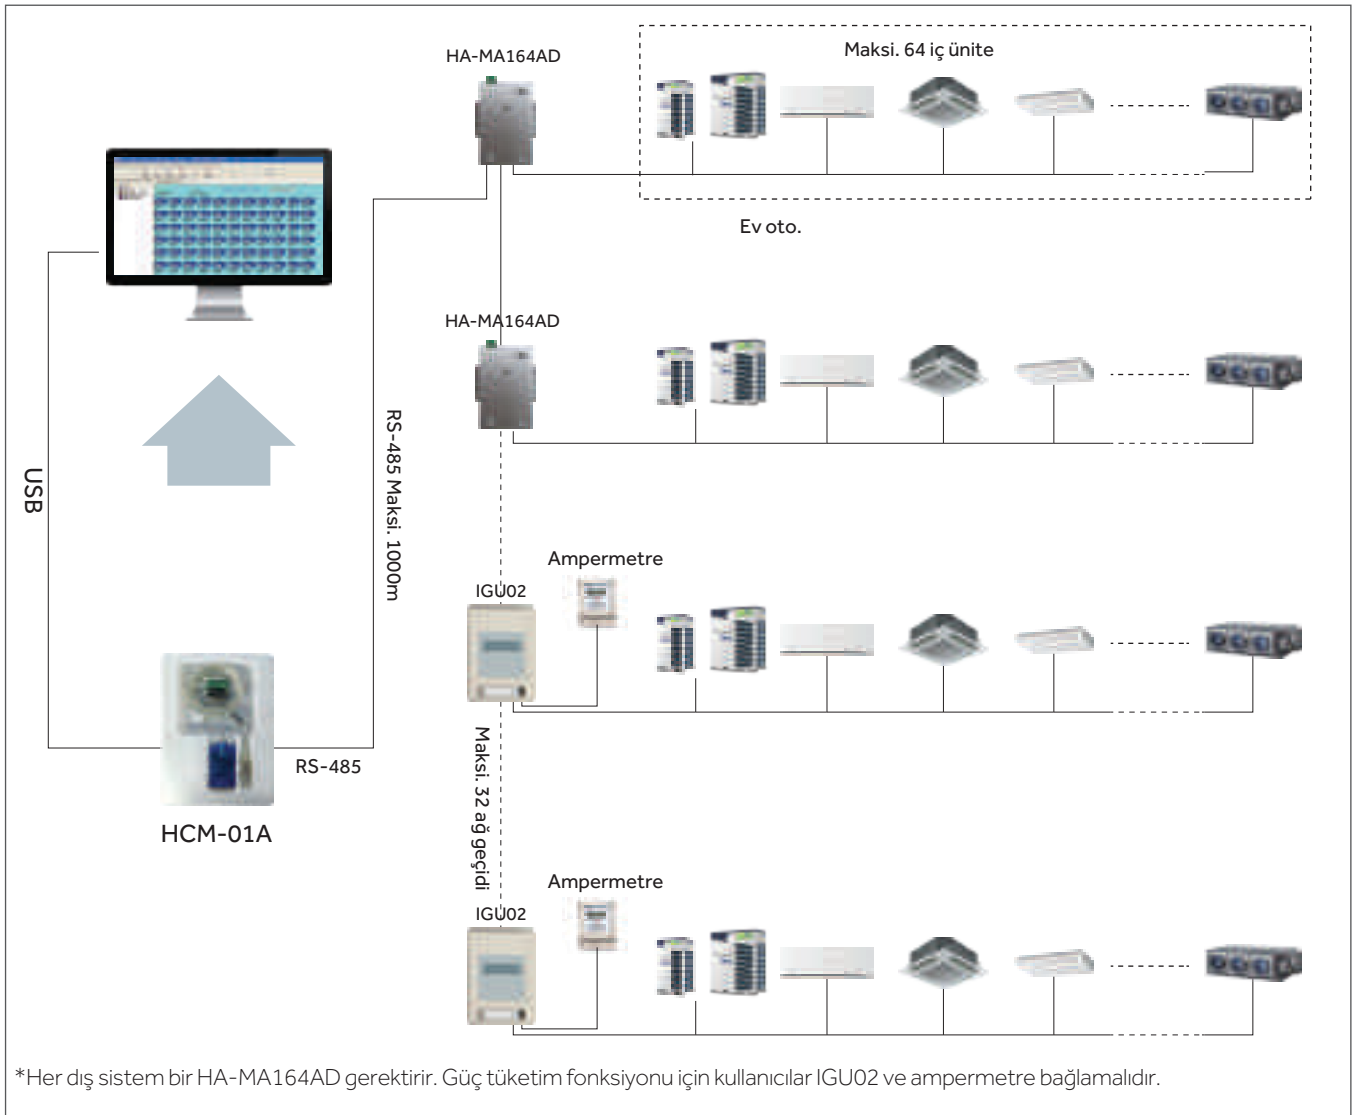 HA-MA164AD
Maksi. 64 iç ünite
Ev oto.
HA-MA164AD
RS-485 Maksi. 1000m
USB
Ampermetre
IGU02
RS-485
HCM-01A
Maksi. 32 ağ geçidi
Ampermetre
IGU02
*Her dış sistem bir HA-MA164AD gerektirir. Güç tüketim fonksiyonu için kullanıcılar IGU02 ve ampermetre bağlamalıdır.